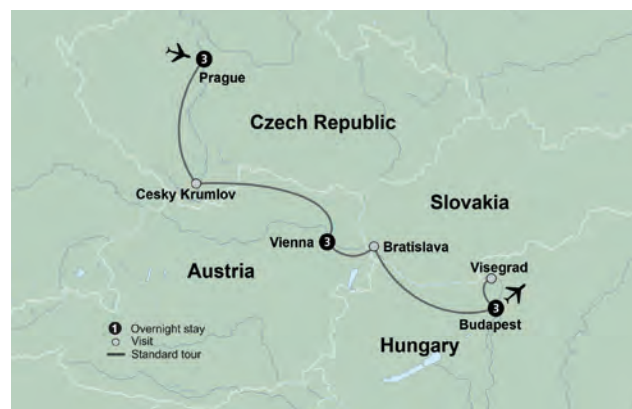 3
Prague
Czech Republic
Cesky Krumlov
Slovakia
Vienna 3
Bratislava
Austria
Visegrad
3
Budapest
Hungary
1 Overnight stay
Visit
Standard tour